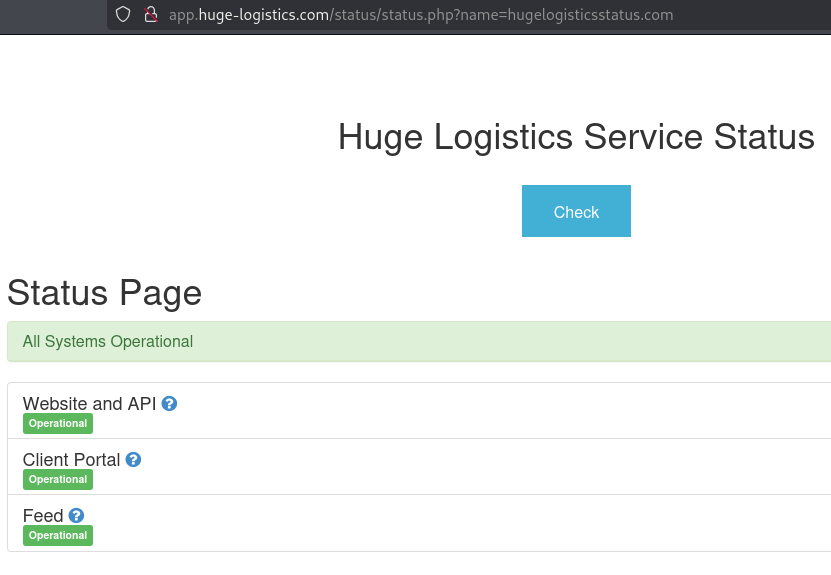 app.huge-logistics.com/status/status.php?name=hugelogisticsstatus.com
Huge Logistics Service Status
Check
Status Page
All Systems Operational
Website and API ?
Operational
Client Portal ?
Operational
Feed ?
Operational